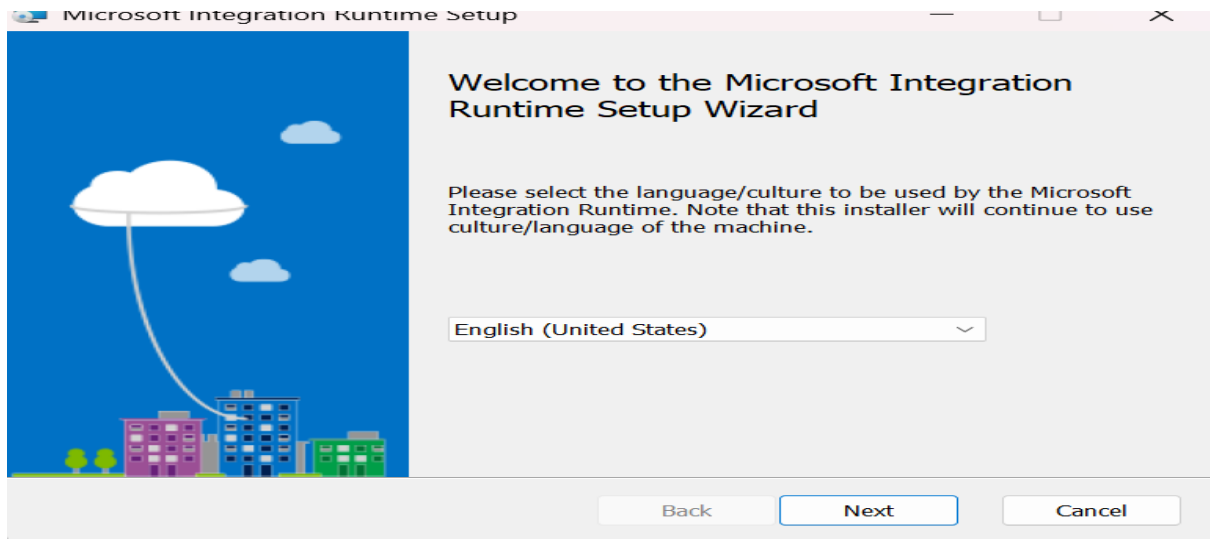 Microsoft Integration Runtime Setup
Welcome to the Microsoft Integration
Runtime Setup Wizard
Please select the language/culture to be used by the Microsoft
Integration Runtime. Note that this installer will continue to use
culture/language of the machine.
English (United States)
Back Next Cancel